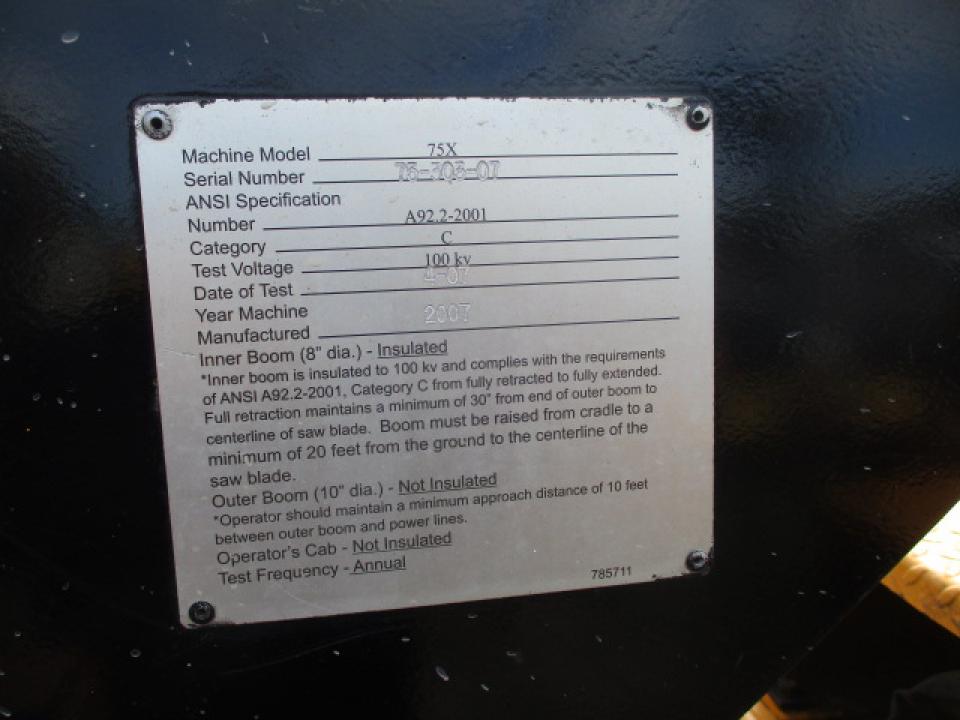 Machine Model 75X
Serial Number 75-303-07
ANSI Specification
Number A92.2-2001
Category C
Test Voltage 100 kv
Date of Test 4-07
Year Machine
Manufactured 2007
Inner Boom (8" dia.) - Insulated
*Inner boom is insulated to 100 kv and complies with the requirements
of ANSI A92.2-2001, Category C from fully retracted to fully extended.
Full retraction maintains a minimum of 30" from end of outer boom to
centerline of saw blade. Boom must be raised from cradle to a
minimum of 20 feet from the ground to the centerline of the
saw blade.
Outer Boom (10" dia.) - Not Insulated
*Operator should maintain a minimum approach distance of 10 feet
between outer boom and power lines.
Operator's Cab - Not Insulated
Test Frequency - Annual
785711